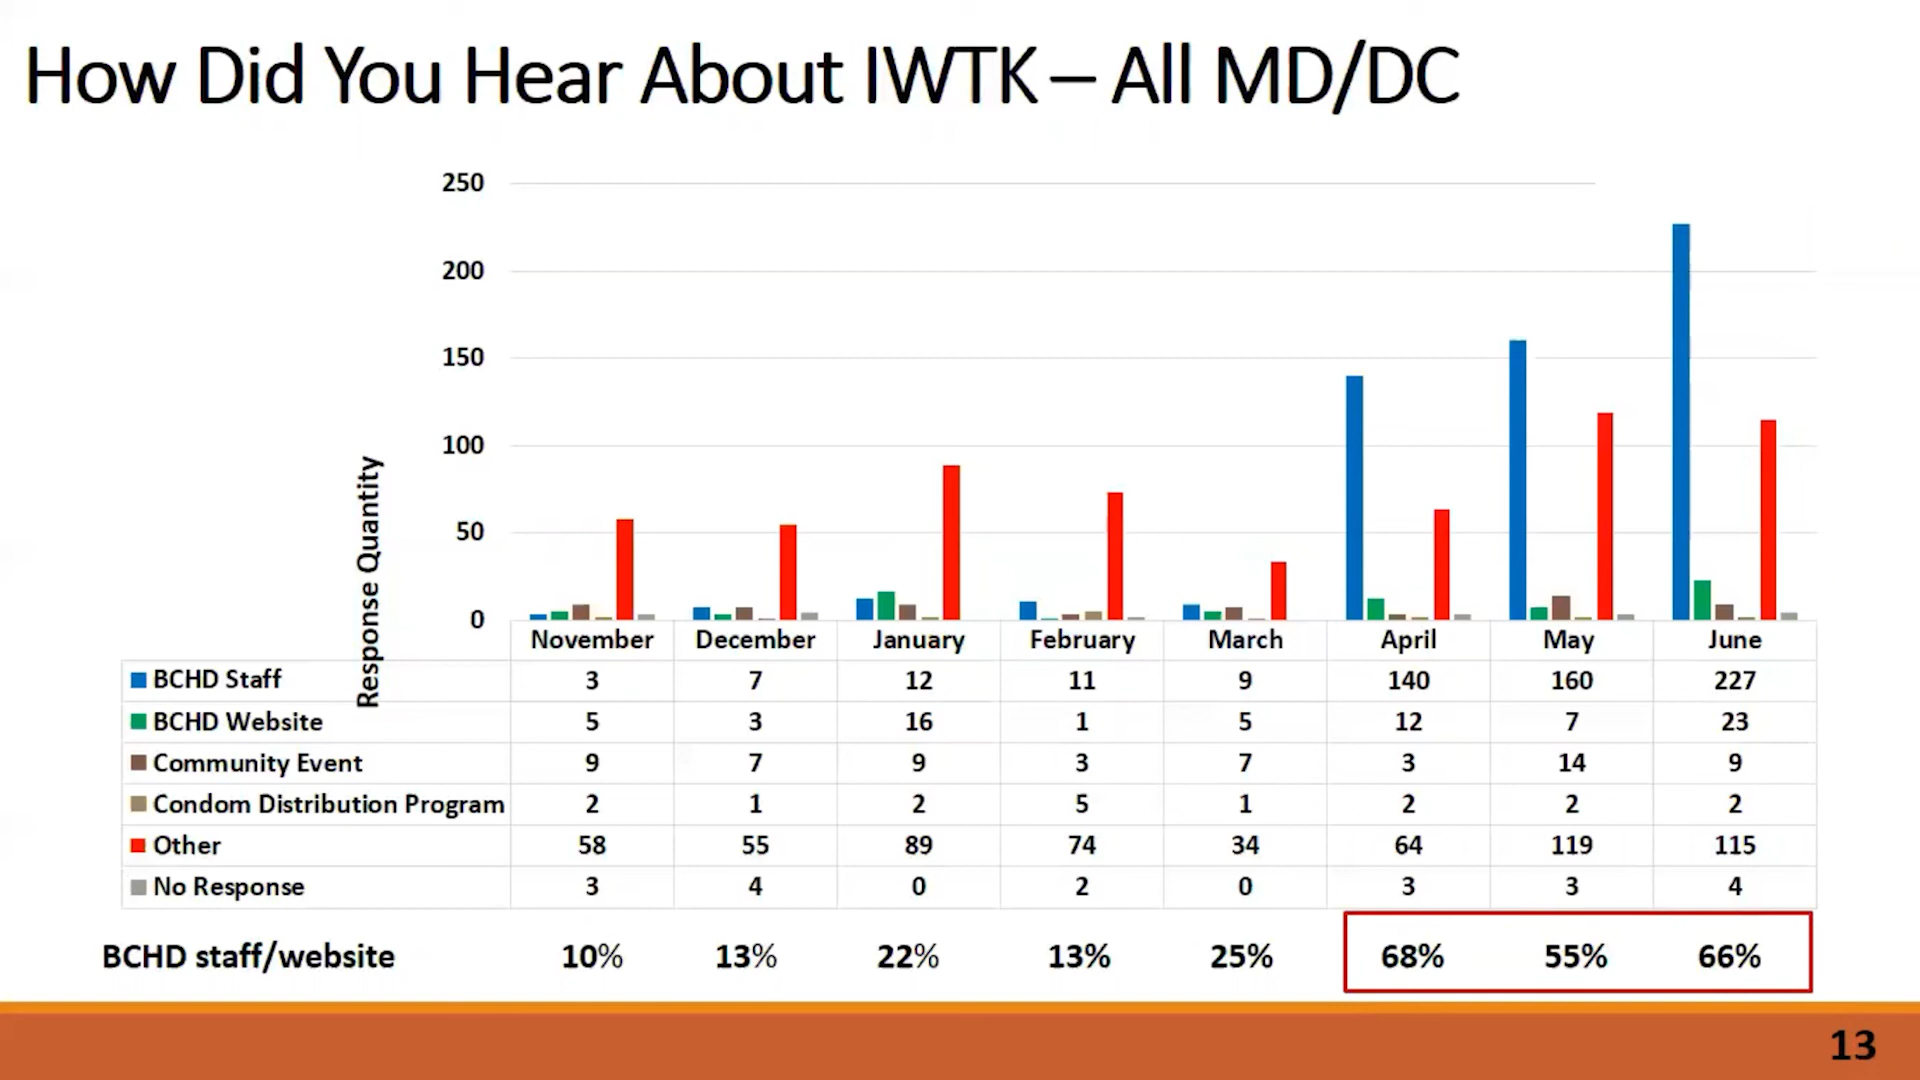 How Did You Hear About IWTK – All MD/DC
250
200
150
100
50
0
Response Quantity
November December January February March April May June
BCHD Staff 3 7 12 11 9 140 160 227
BCHD Website 5 3 16 1 5 12 7 23
Community Event 9 7 9 3 7 3 14 9
Condom Distribution Program 2 1 2 5 1 2 2 2
Other 58 55 89 74 34 64 119 115
No Response 3 4 0 2 0 3 3 4
BCHD staff/website 10% 13% 22% 13% 25% 68% 55% 66%
13